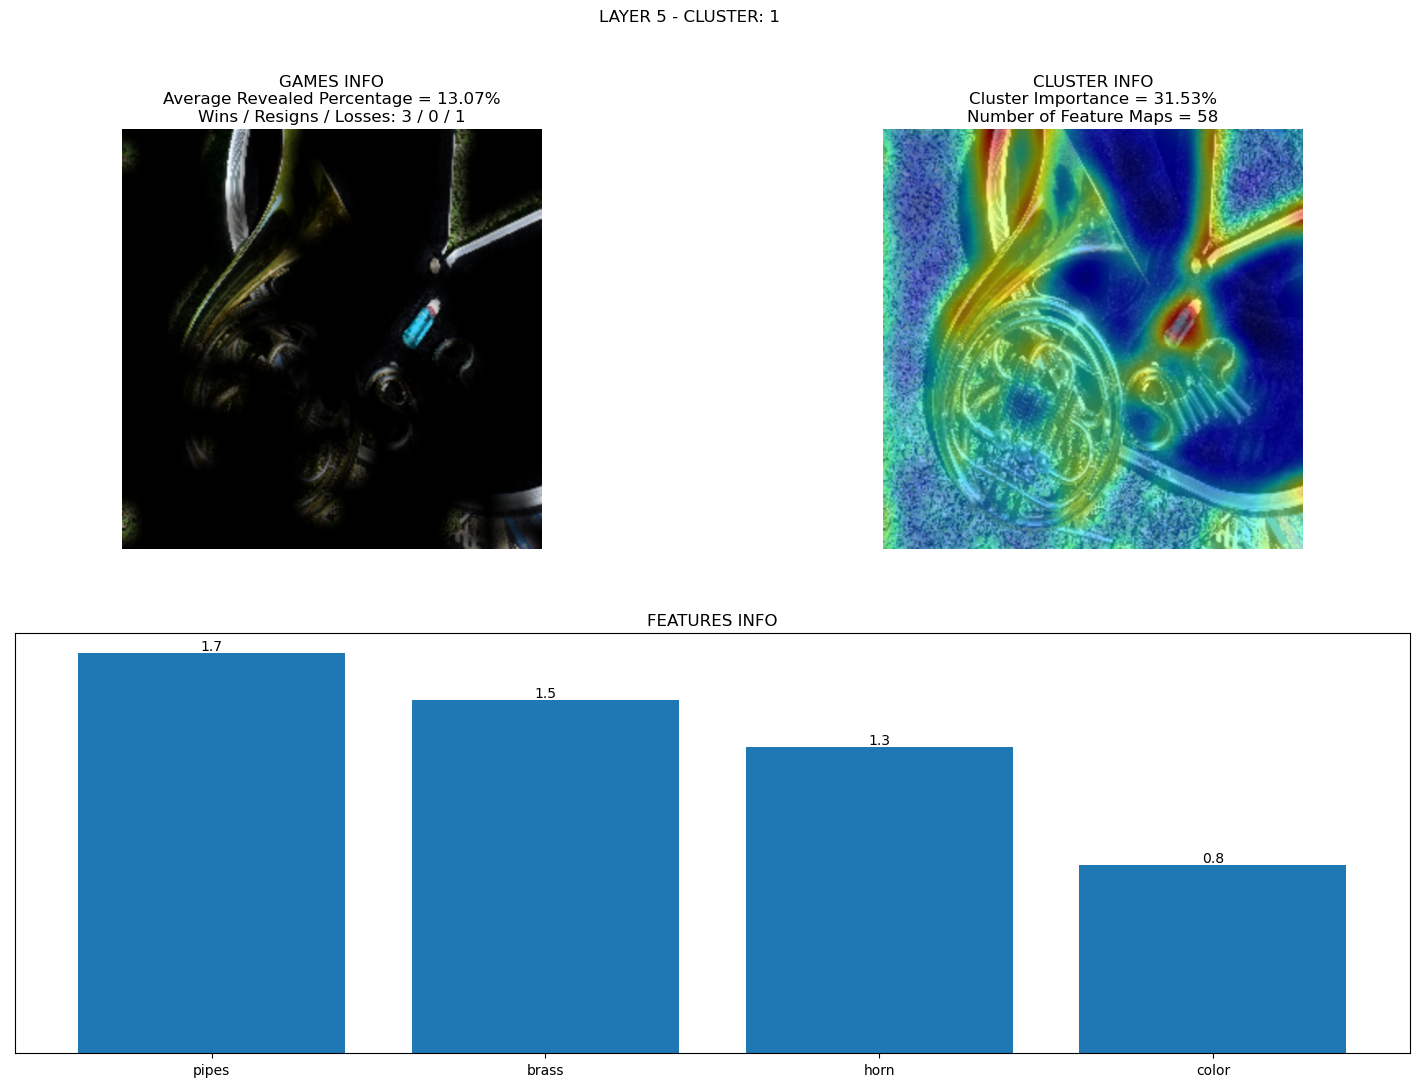 LAYER 5 - CLUSTER: 1
GAMES INFO
Average Revealed Percentage = 13.07%
Wins / Resigns / Losses: 3 / 0 / 1
CLUSTER INFO
Cluster Importance = 31.53%
Number of Feature Maps = 58
FEATURES INFO
1.7
1.5
1.3
0.8
pipes
brass
horn
color